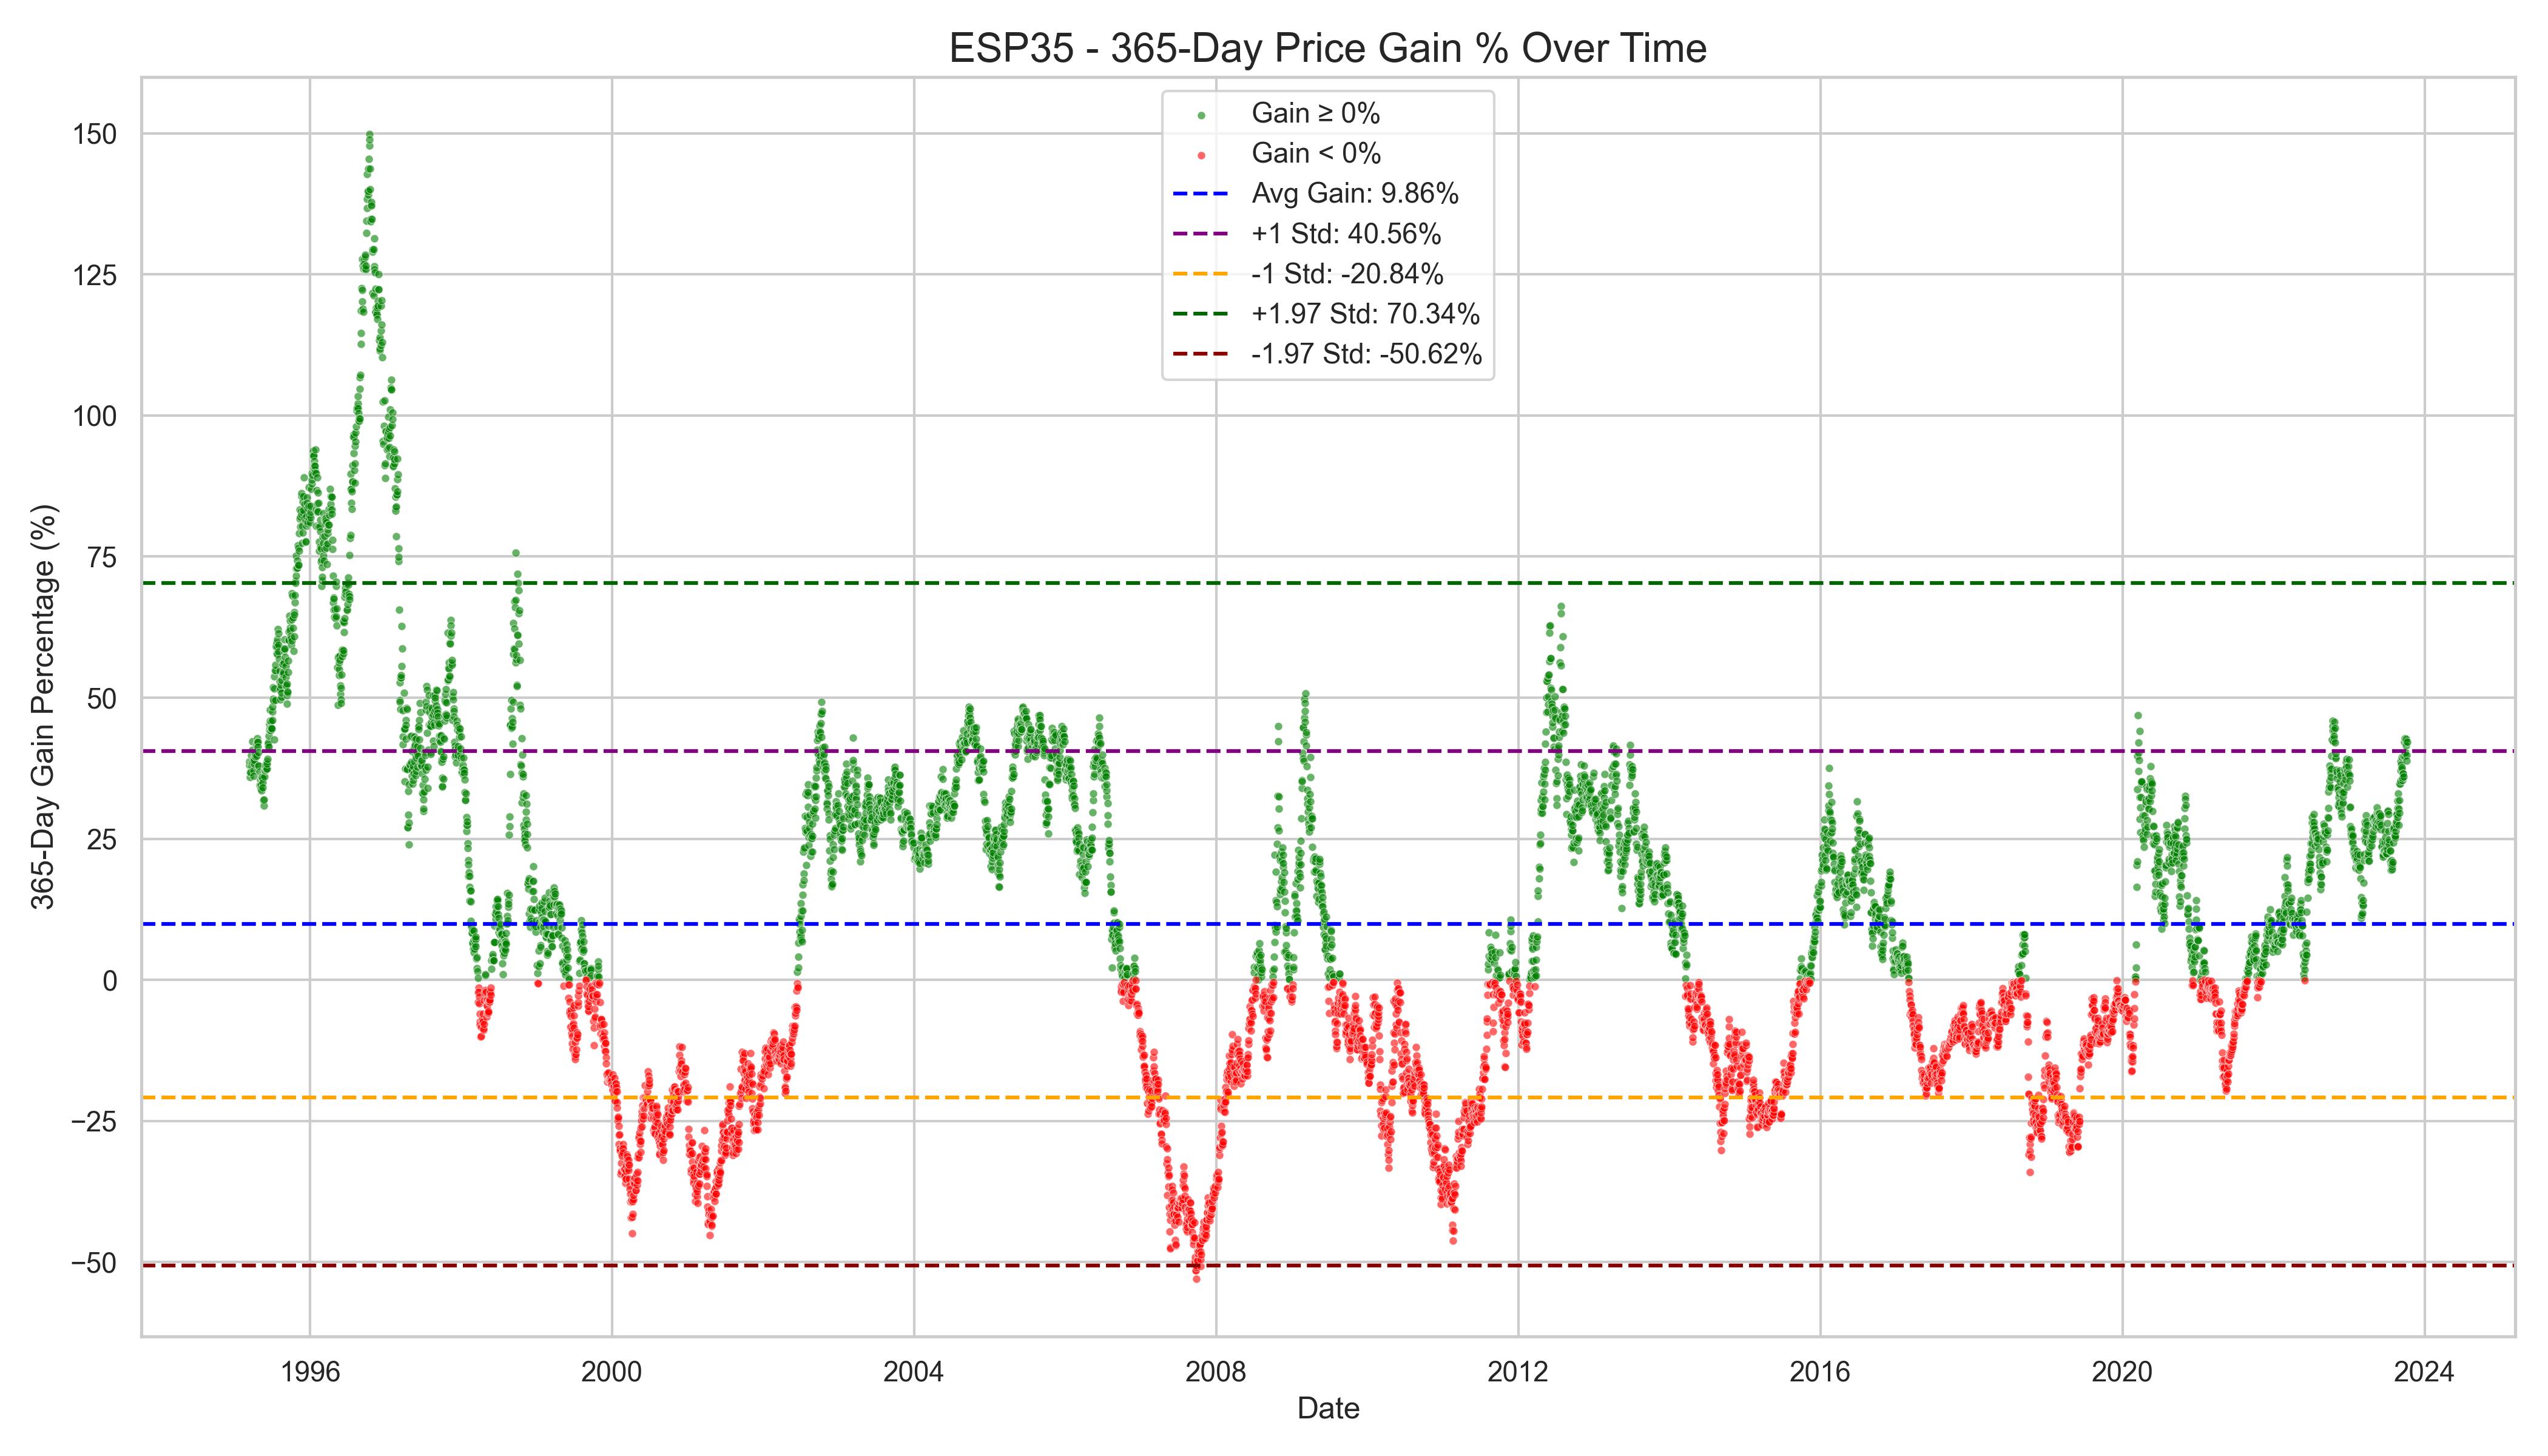 ESP35 - 365-Day Price Gain % Over Time
Gain ≥ 0%
Gain < 0%
Avg Gain: 9.86%
+1 Std: 40.56%
-1 Std: -20.84%
+1.97 Std: 70.34%
-1.97 Std: -50.62%
365-Day Gain Percentage (%)
150
125
100
75
50
25
0
−25
−50
1996 2000 2004 2008 2012 2016 2020 2024
Date